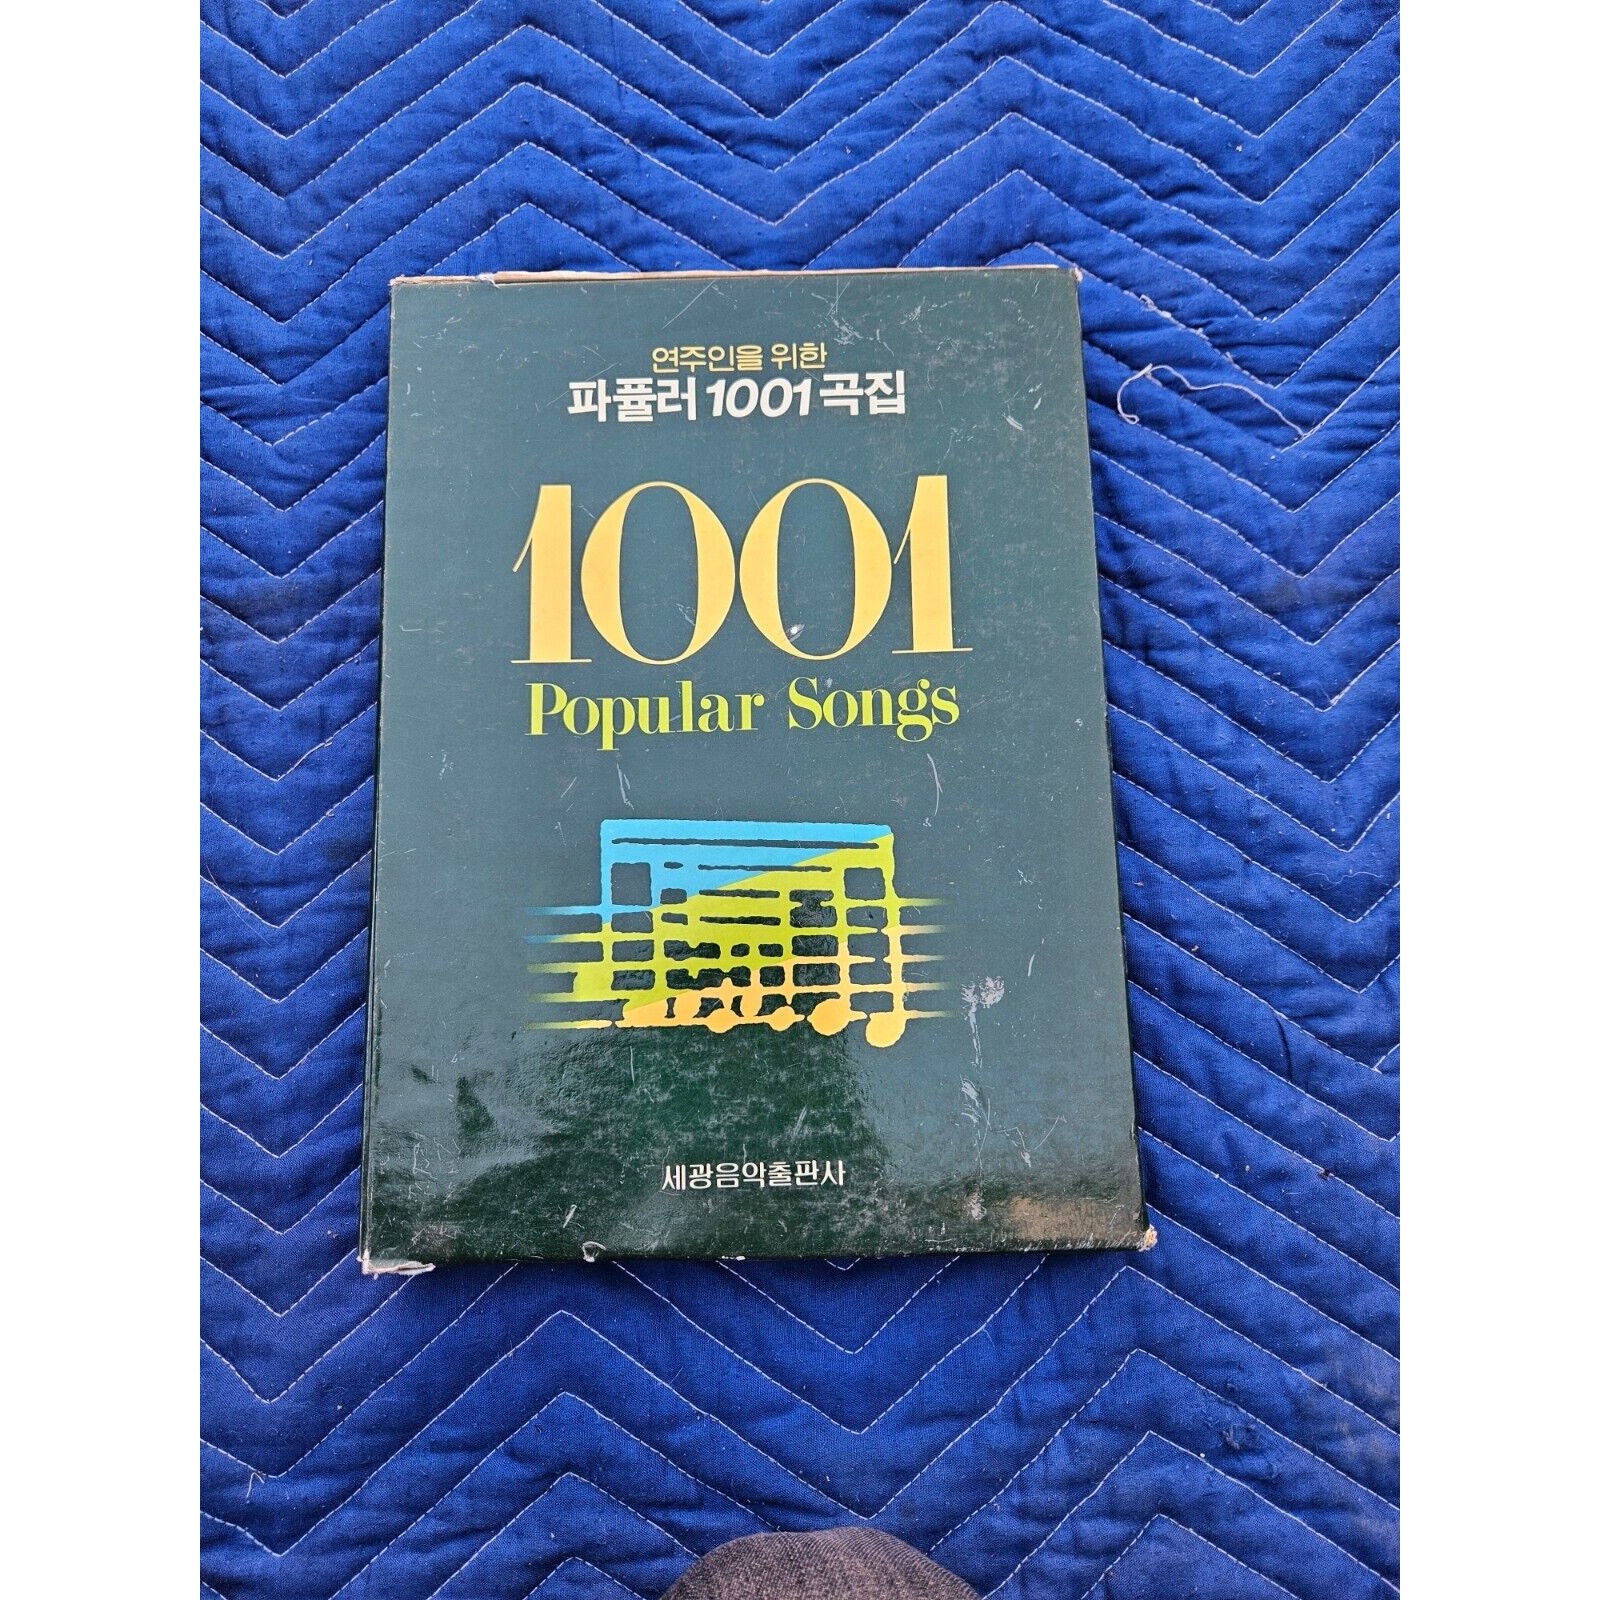 연주인을 위한
파퓰러 1001 곡집
1001
Popular Songs
세광음악출판사